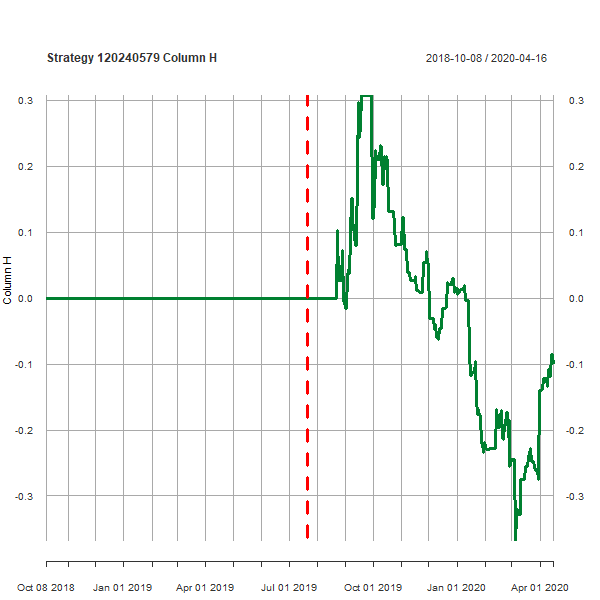 Strategy 120240579 Column H
2018-10-08 / 2020-04-16
0.3 0.3
0.2 0.2
0.1 0.1
0.0 0.0
-0.1 -0.1
-0.2 -0.2
-0.3 -0.3
Column H
Oct 08 2018 Jan 01 2019 Apr 01 2019 Jul 01 2019 Oct 01 2019 Jan 01 2020 Apr 01 2020